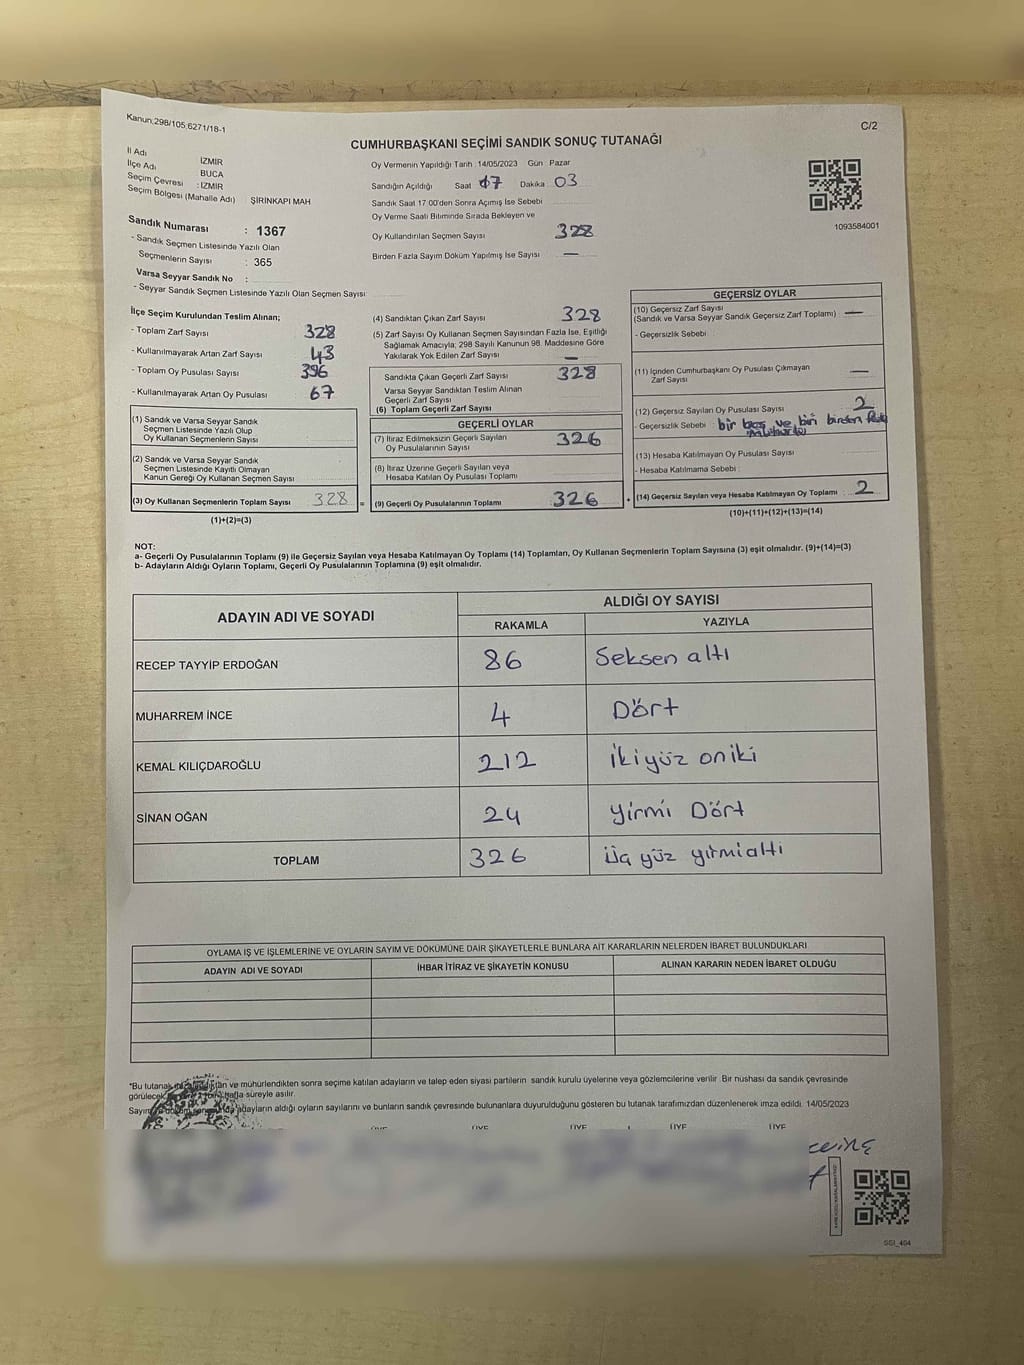 Kanun:298/105;6271/18-1
C/2
CUMHURBAŞKANI SEÇİMİ SANDIK SONUÇ TUTANAĞI
İl Adı İZMİR
İlçe Adı BUCA
Seçim Çevresi : İZMİR
Seçim Bölgesi (Mahalle Adı) ŞİRİNKAPI MAH
Oy Vermenin Yapıldığı Tarih : 14/05/2023 Gün : Pazar
Sandığın Açıldığı Saat 07 Dakika 03
Sandık Saat 17:00'den Sonra Açılmış İse Sebebi
Oy Verme Saati Bitiminde Sırada Bekleyen ve
Oy Kullandırılan Seçmen Sayısı 328
Birden Fazla Sayım Döküm Yapılmış İse Sayısı —
1093584001
Sandık Numarası : 1367
- Sandık Seçmen Listesinde Yazılı Olan
Seçmenlerin Sayısı : 365
Varsa Seyyar Sandık No :
- Seyyar Sandık Seçmen Listesinde Yazılı Olan Seçmen Sayısı
İlçe Seçim Kurulundan Teslim Alınan;
- Toplam Zarf Sayısı 328
- Kullanılmayarak Artan Zarf Sayısı 43
- Toplam Oy Pusulası Sayısı 396
- Kullanılmayarak Artan Oy Pusulası 67
(1) Sandık ve Varsa Seyyar Sandık
Seçmen Listesinde Yazılı Olup
Oy Kullanan Seçmenlerin Sayısı
(2) Sandık ve Varsa Seyyar Sandık
Seçmen Listesinde Kayıtlı Olmayan
Kanun Gereği Oy Kullanan Seçmen Sayısı
(3) Oy Kullanan Seçmenlerin Toplam Sayısı 328 =
(1)+(2)=(3)
(4) Sandıktan Çıkan Zarf Sayısı 328
(5) Zarf Sayısı Oy Kullanan Seçmen Sayısından Fazla İse, Eşitliği
Sağlamak Amacıyla; 298 Sayılı Kanunun 98. Maddesine Göre
Yakılarak Yok Edilen Zarf Sayısı —
Sandıkta Çıkan Geçerli Zarf Sayısı 328
Varsa Seyyar Sandıktan Teslim Alınan
Geçerli Zarf Sayısı
(6) Toplam Geçerli Zarf Sayısı
GEÇERLİ OYLAR
(7) İtiraz Edilmeksizin Geçerli Sayılan
Oy Pusulalarının Sayısı 326
(8) İtiraz Üzerine Geçerli Sayılan veya
Hesaba Katılan Oy Pusulası Toplamı
(9) Geçerli Oy Pusulalarının Toplamı 326 +
GEÇERSİZ OYLAR
(10) Geçersiz Zarf Sayısı
(Sandık ve Varsa Seyyar Sandık Geçersiz Zarf Toplamı) —
- Geçersizlik Sebebi
(11) İçinden Cumhurbaşkanı Oy Pusulası Çıkmayan
Zarf Sayısı —
(12) Geçersiz Sayılan Oy Pusulası Sayısı 2
- Geçersizlik Sebebi : bir boş ve biri birden fazla
(13) Hesaba Katılmayan Oy Pusulası Sayısı
- Hesaba Katılmama Sebebi :
(14) Geçersiz Sayılan veya Hesaba Katılmayan Oy Toplamı 2
(10)+(11)+(12)+(13)=(14)
NOT:
a- Geçerli Oy Pusulalarının Toplamı (9) ile Geçersiz Sayılan veya Hesaba Katılmayan Oy Toplamı (14) Toplamları, Oy Kullanan Seçmenlerin Toplam Sayısına (3) eşit olmalıdır. (9)+(14)=(3)
b- Adayların Aldığı Oyların Toplamı, Geçerli Oy Pusulalarının Toplamına (9) eşit olmalıdır.
ADAYIN ADI VE SOYADI
ALDIĞI OY SAYISI
RAKAMLA YAZIYLA
RECEP TAYYİP ERDOĞAN 86 Seksen altı
MUHARREM İNCE 4 Dört
KEMAL KILIÇDAROĞLU 212 ikiyüz oniki
SİNAN OĞAN 24 yirmi Dört
TOPLAM 326 Üç yüz yirmialtı
OYLAMA İŞ VE İŞLEMLERİNE VE OYLARIN SAYIM VE DÖKÜMÜNE DAİR ŞİKAYETLERLE BUNLARA AİT KARARLARIN NELERDEN İBARET BULUNDUKLARI
ADAYIN ADI VE SOYADI İHBAR İTİRAZ VE ŞİKAYETİN KONUSU ALINAN KARARIN NEDEN İBARET OLDUĞU
*Bu tutanak ve mühürlendikten sonra seçime katılan adayların ve talep eden siyasi partilerin sandık kurulu üyelerine veya gözlemcilerine verilir. Bir nüshası da sandık çevresinde
görülecek hafta süreyle asılır.
Sayım adayların aldığı oyların sayılarını ve bunların sandık çevresinde bulunanlara duyurulduğunu gösteren bu tutanak tarafımızdan düzenlenerek imza edildi. 14/05/2023
ÜYE ÜYE ÜYE ÜYE
SSI_494